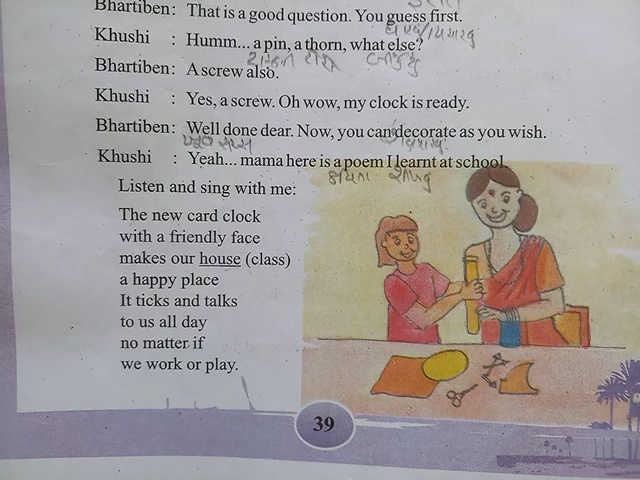 Bhartiben: That is a good question. You guess first.
Khushi : Humm... a pin, a thorn, what else?
Bhartiben: A screw also.
Khushi : Yes, a screw. Oh wow, my clock is ready.
Bhartiben: Well done dear. Now, you can decorate as you wish.
Khushi : Yeah... mama here is a poem I learnt at school.
Listen and sing with me:
The new card clock
with a friendly face
makes our house (class)
a happy place
It ticks and talks
to us all day
no matter if
we work or play.
39